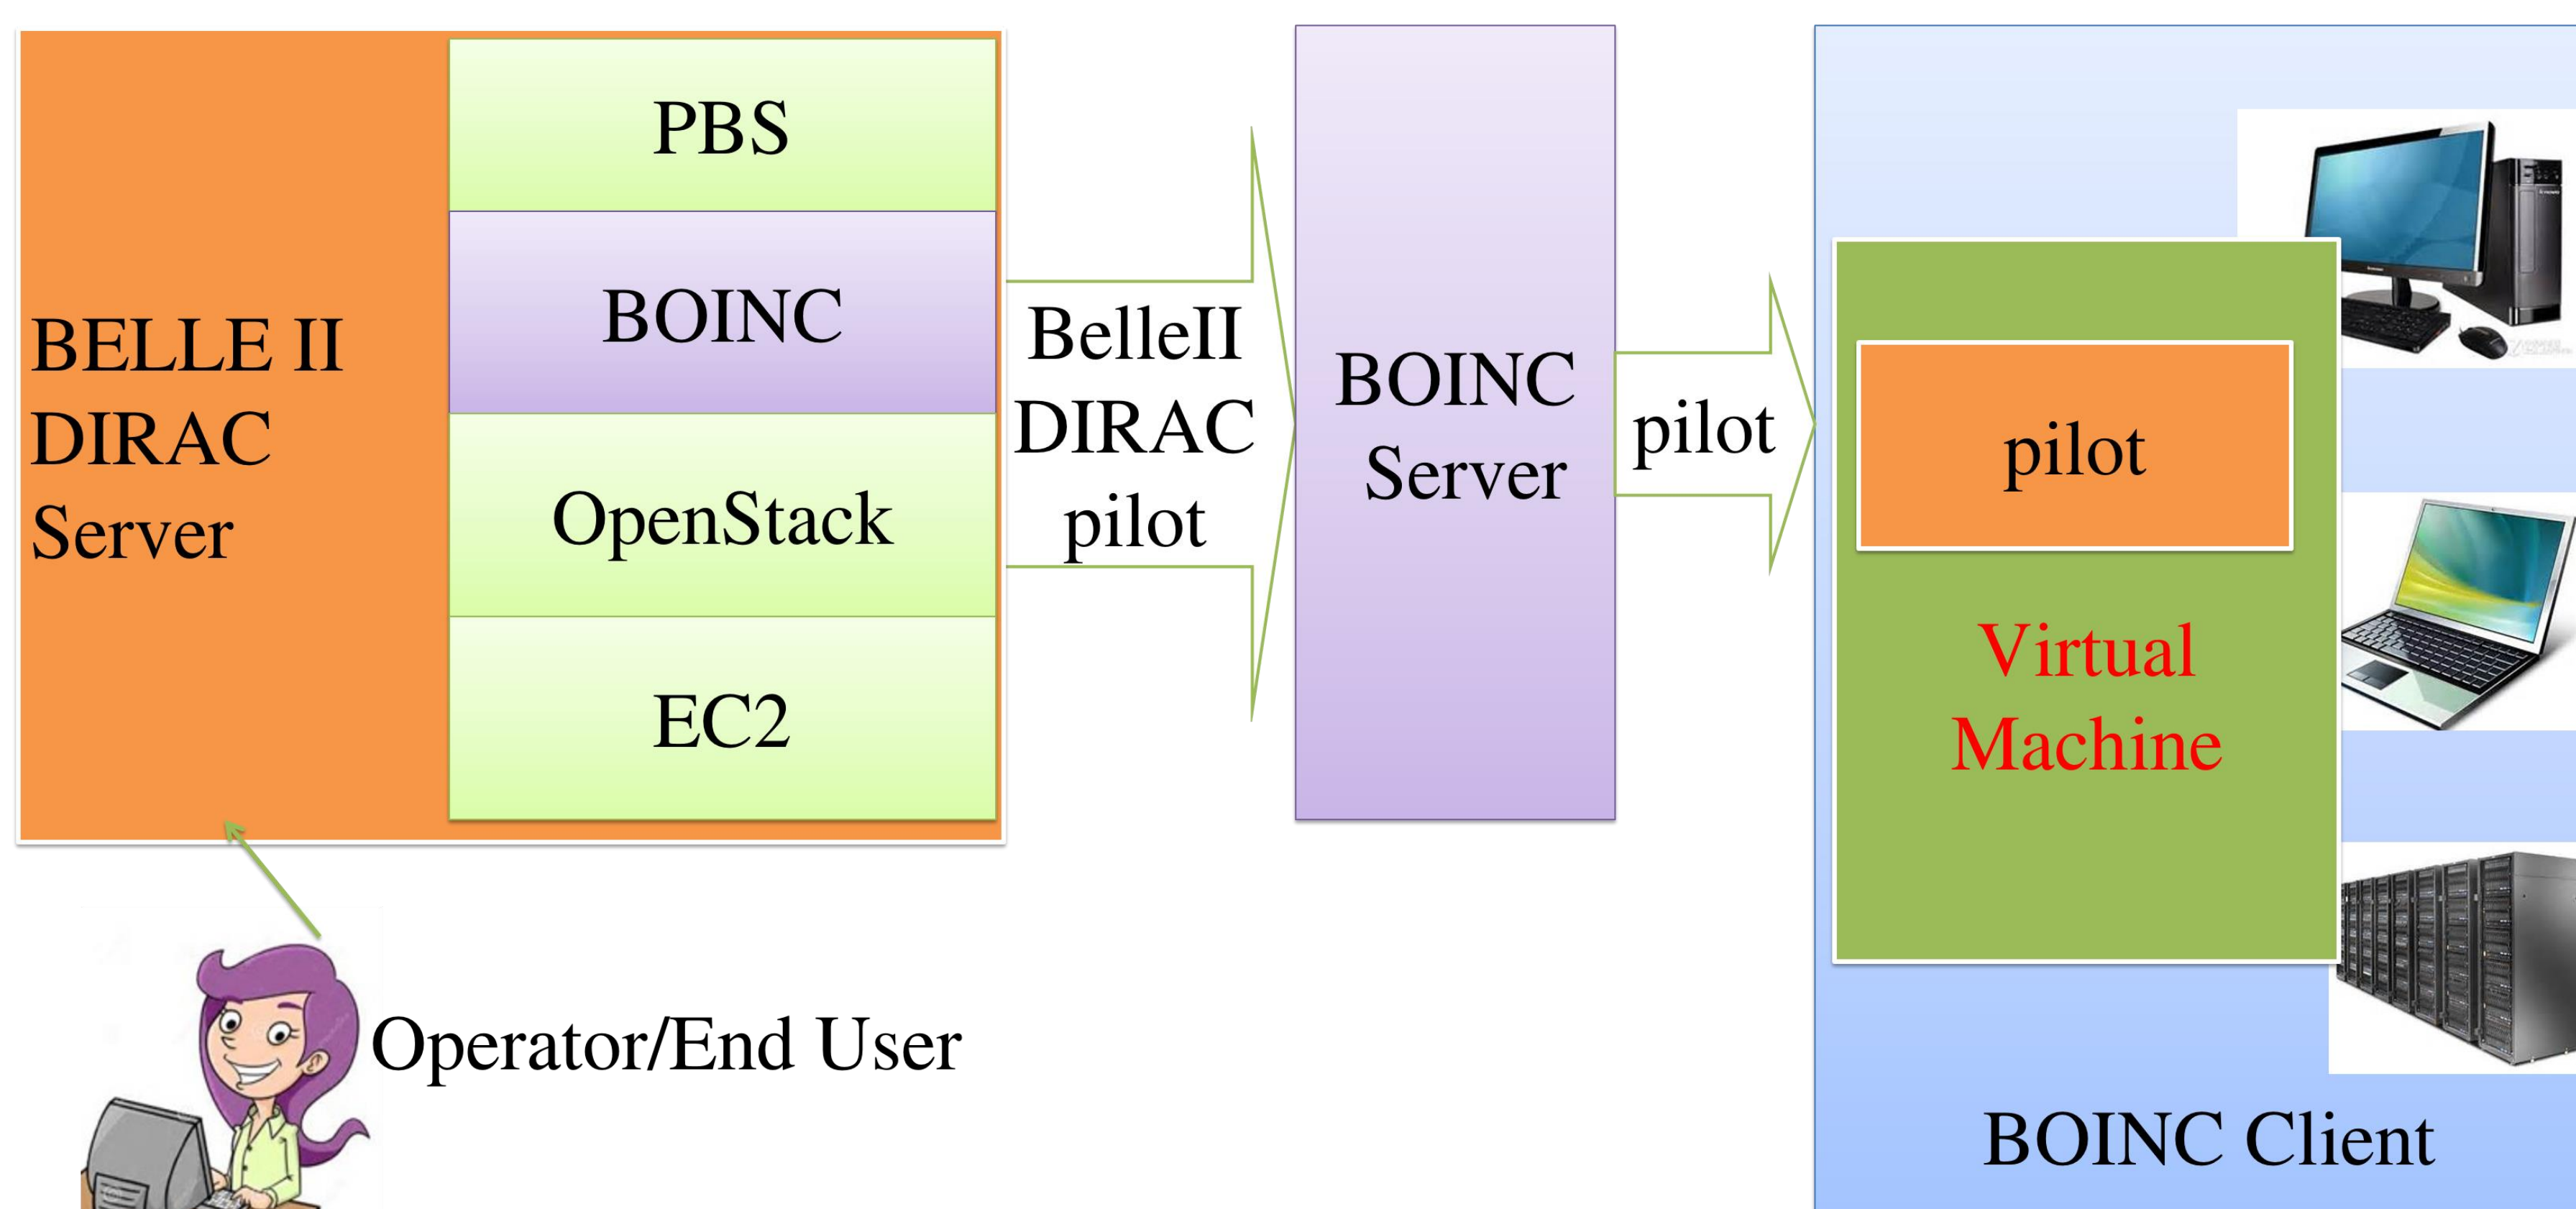 PBS
BOINC
OpenStack
EC2
BELLE II
DIRAC
Server
BelleII
DIRAC
pilot
BOINC
Server
pilot
pilot
Virtual
Machine
Operator/End User
BOINC Client